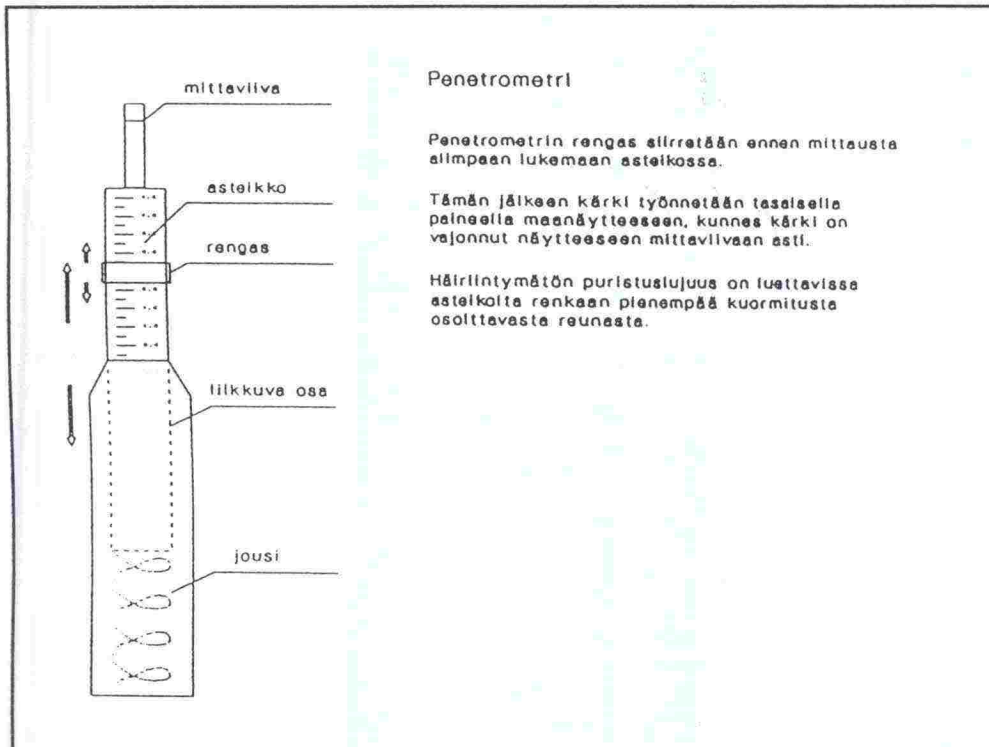 mittaviiva
asteikko
rengas
liikkuva osa
jousi
Penetrometri
Penetrometrin rengas siirretään ennen mittausta
alimpaan lukemaan asteikossa.
Tämän jälkeen kärki työnnetään tasaisella
paineella maanäytteeseen, kunnes kärki on
vajonnut näytteeseen mittaviivaan asti.
Häiriintymätön puristuslujuus on luettavissa
asteikolta renkaan pienempää kuormitusta
osoittavasta reunasta.